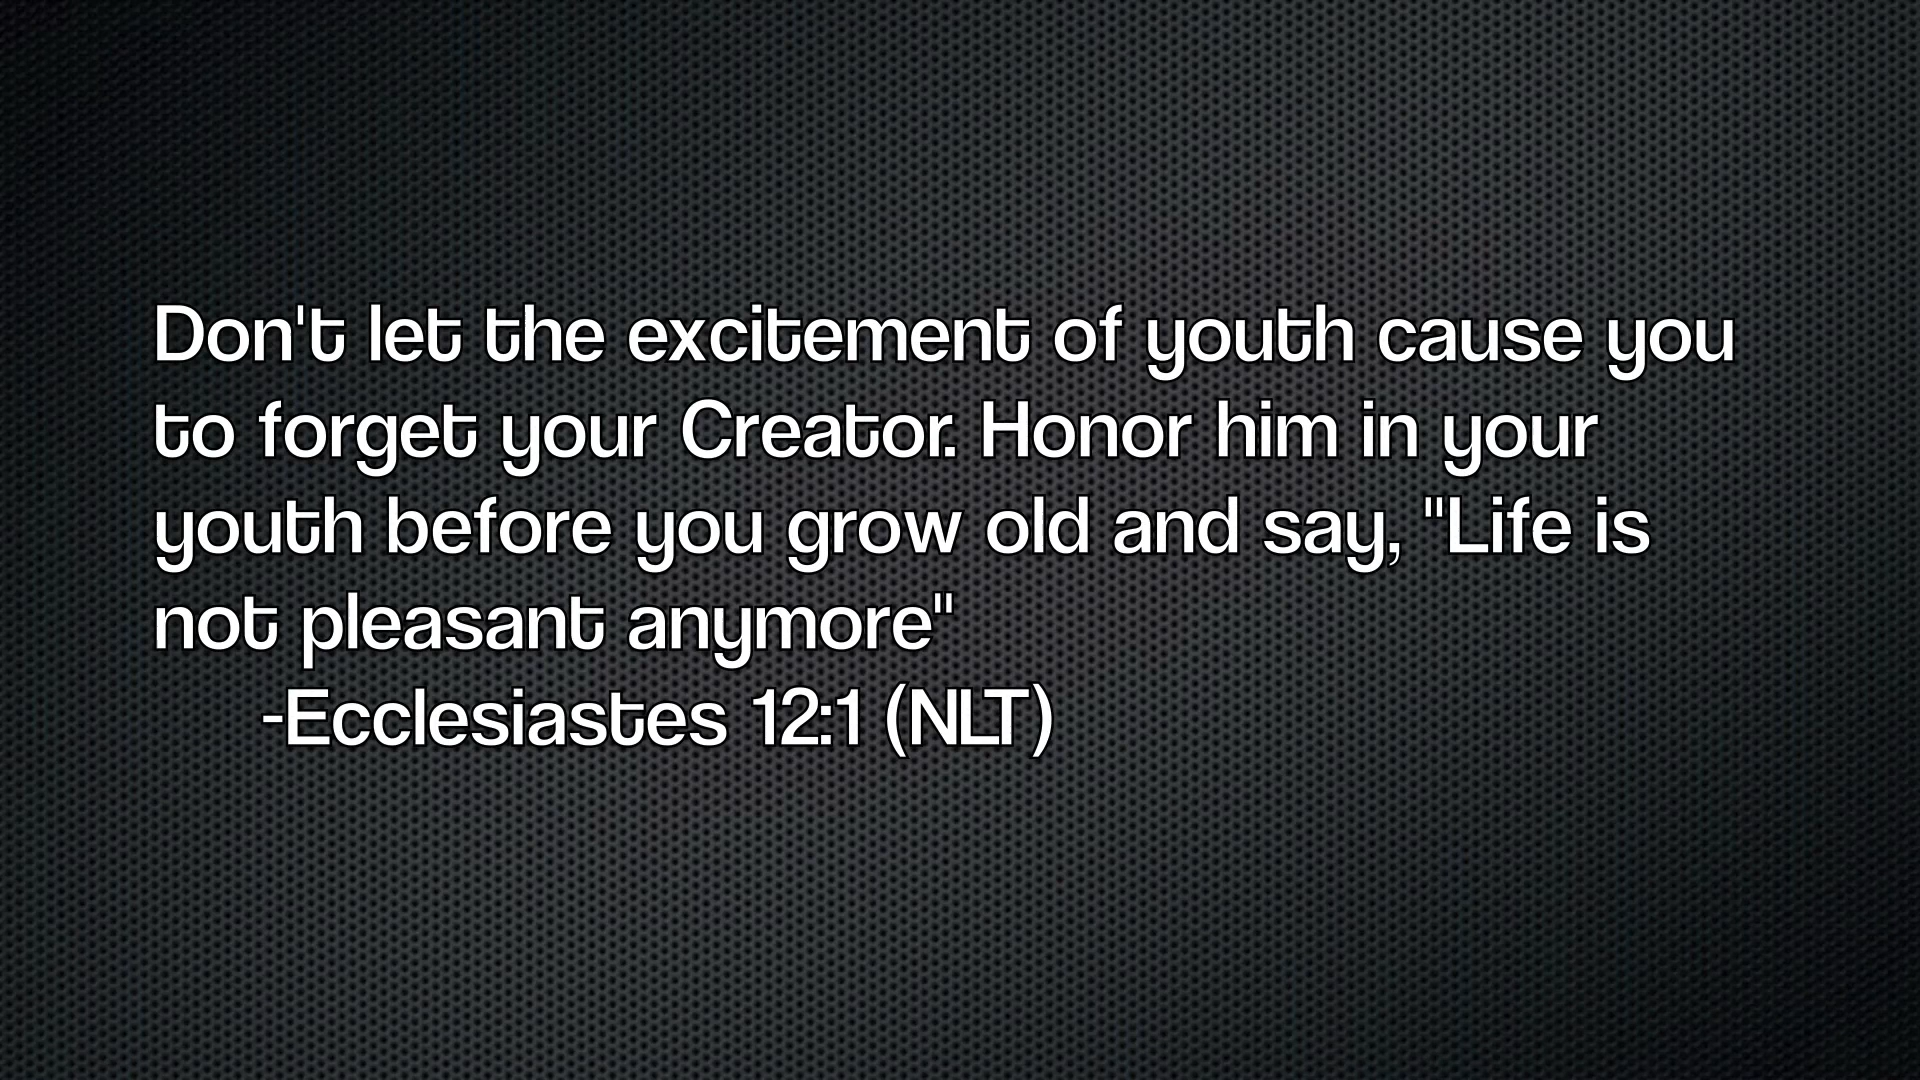 Don't let the excitement of youth cause you
to forget your Creator. Honor him in your
youth before you grow old and say, "Life is
not pleasant anymore"
-Ecclesiastes 12:1 (NLT)